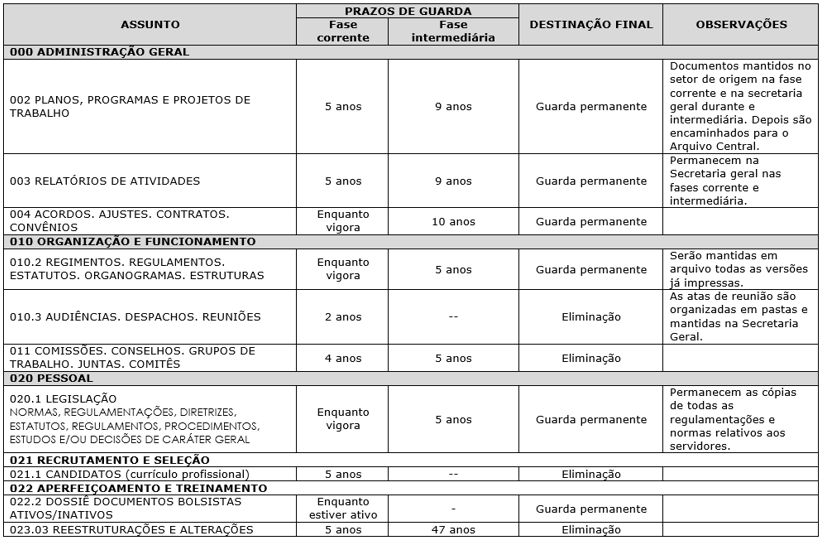 ASSUNTO
PRAZOS DE GUARDA
Fase
corrente
Fase
intermediária
DESTINAÇÃO FINAL
OBSERVAÇÕES
000 ADMINISTRAÇÃO GERAL
002 PLANOS, PROGRAMAS E PROJETOS DE
TRABALHO
5 anos
9 anos
Guarda permanente
Documentos mantidos no
setor de origem na fase
corrente e na secretaria
geral durante e
intermediária. Depois são
encaminhados para o
Arquivo Central.
003 RELATÓRIOS DE ATIVIDADES
5 anos
9 anos
Guarda permanente
Permanecem na
Secretaria geral nas
fases corrente e
intermediária.
004 ACORDOS. AJUSTES. CONTRATOS.
CONVÊNIOS
Enquanto
vigora
10 anos
Guarda permanente
010 ORGANIZAÇÃO E FUNCIONAMENTO
010.2 REGIMENTOS. REGULAMENTOS.
ESTATUTOS. ORGANOGRAMAS. ESTRUTURAS
Enquanto
vigora
5 anos
Guarda permanente
Serão mantidas em
arquivo todas as versões
já impressas.
010.3 AUDIÊNCIAS. DESPACHOS. REUNIÕES
2 anos
--
Eliminação
As atas de reunião são
organizadas em pastas e
mantidas na Secretaria
Geral.
011 COMISSÕES. CONSELHOS. GRUPOS DE
TRABALHO. JUNTAS. COMITÊS
4 anos
5 anos
Eliminação
020 PESSOAL
020.1 LEGISLAÇÃO
NORMAS, REGULAMENTAÇÕES, DIRETRIZES,
ESTATUTOS, REGULAMENTOS, PROCEDIMENTOS,
ESTUDOS E/OU DECISÕES DE CARÁTER GERAL
Enquanto
vigora
5 anos
Guarda permanente
Permanecem as cópias
de todas as
regulamentações e
normas relativos aos
servidores.
021 RECRUTAMENTO E SELEÇÃO
021.1 CANDIDATOS (currículo profissional)
5 anos
--
Eliminação
022 APERFEIÇOAMENTO E TREINAMENTO
022.2 DOSSIÊ DOCUMENTOS BOLSISTAS
ATIVOS/INATIVOS
Enquanto
estiver ativo
-
Guarda permanente
023.03 REESTRUTURAÇÕES E ALTERAÇÕES
5 anos
47 anos
Eliminação